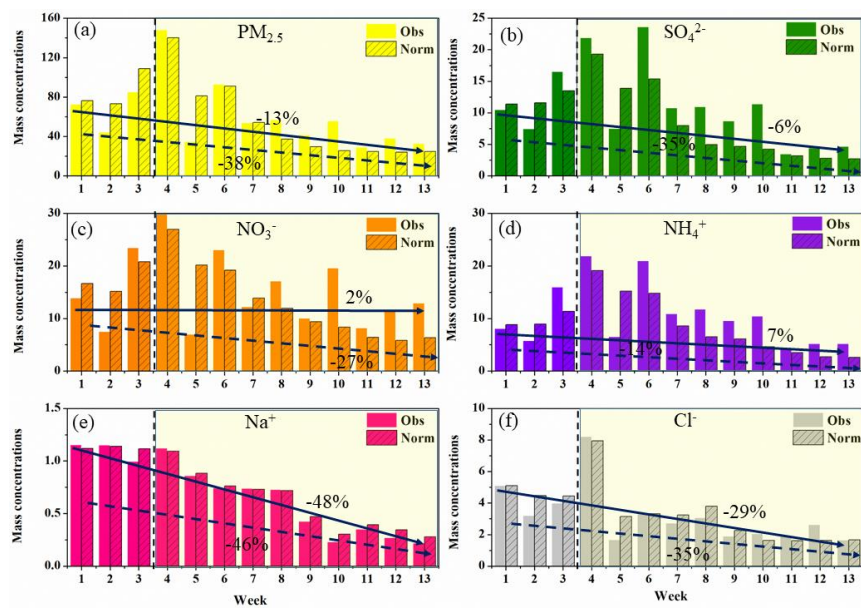 (a)
PM2.5
Obs
Norm
Mass concentrations
160
120
80
40
0
-13%
-38%
1 2 3 4 5 6 7 8 9 10 11 12 13
(b)
SO4 2-
Obs
Norm
Mass concentrations
25
20
15
10
5
0
-6%
-35%
1 2 3 4 5 6 7 8 9 10 11 12 13
(c)
NO3-
Obs
Norm
Mass concentrations
30
20
10
0
2%
-27%
1 2 3 4 5 6 7 8 9 10 11 12 13
(d)
NH4+
Obs
Norm
Mass concentrations
30
20
10
0
7%
-14%
1 2 3 4 5 6 7 8 9 10 11 12 13
(e)
Na+
Obs
Norm
Mass concentrations
1.5
1.0
0.5
0.0
-48%
-46%
1 2 3 4 5 6 7 8 9 10 11 12 13
Week
(f)
Cl-
Obs
Norm
Mass concentrations
8
6
4
2
0
-29%
-35%
1 2 3 4 5 6 7 8 9 10 11 12 13
Week